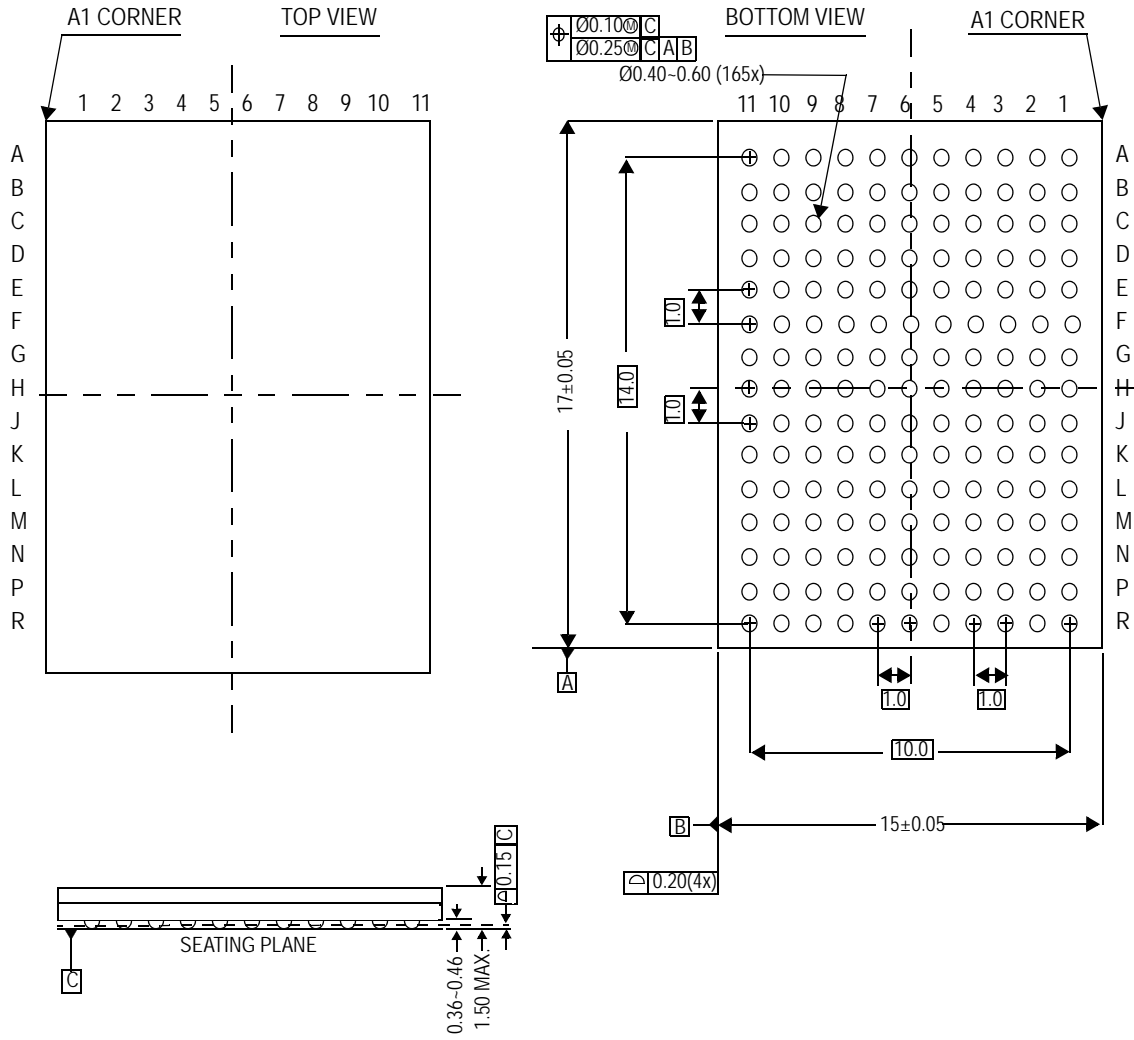 A1 CORNER
TOP VIEW
1 2 3 4 5 6 7 8 9 10 11
A
B
C
D
E
F
G
H
J
K
L
M
N
P
R
Ø0.10Ⓜ C
Ø0.25Ⓜ C A B
Ø0.40~0.60 (165x)
BOTTOM VIEW
A1 CORNER
11 10 9 8 7 6 5 4 3 2 1
A
B
C
D
E
F
G
H
J
K
L
M
N
P
R
17±0.05
14.0
1.0
1.0
A
1.0
1.0
10.0
B
15±0.05
0.20(4x)
0.15 C
SEATING PLANE
C
0.36~0.46
1.50 MAX.